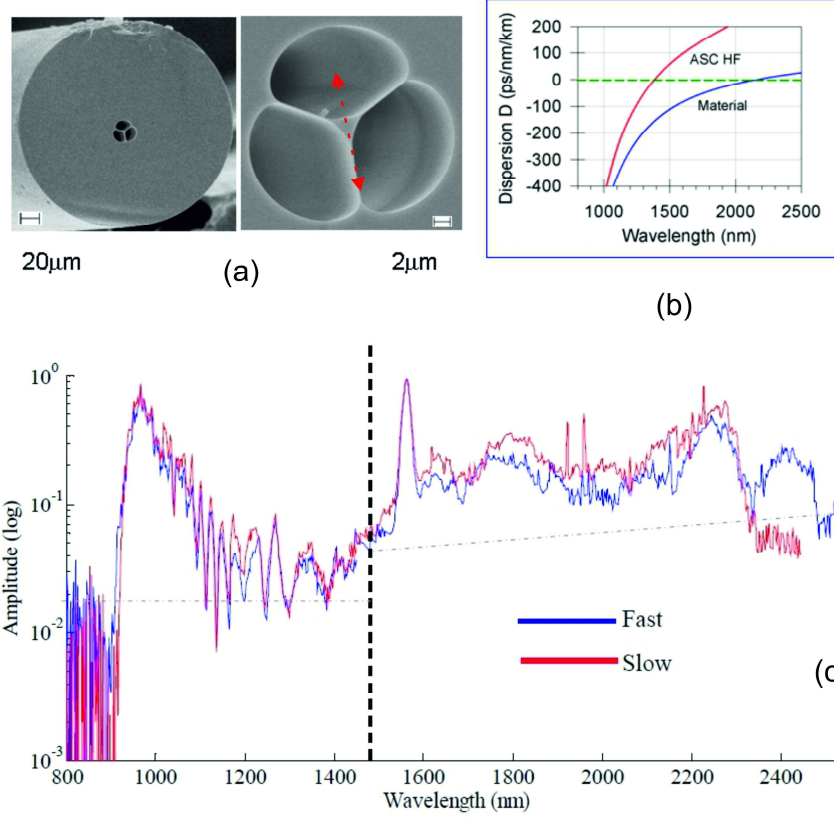 20μm
(a)
2μm
Dispersion D (ps/nm/km)
200
100
0
-100
-200
-300
-400
ASC HF
Material
1000 1500 2000 2500
Wavelength (nm)
(b)
Amplitude (log)
10^0
10^-1
10^-2
10^-3
Fast
Slow
(c
800 1000 1200 1400 1600 1800 2000 2200 2400
Wavelength (nm)